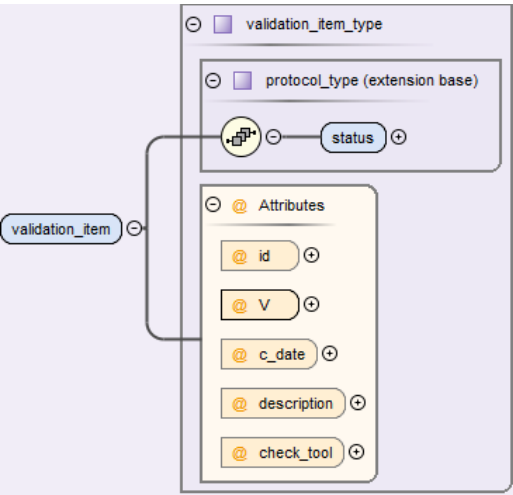 validation_item_type
protocol_type (extension base)
status
validation_item
@ Attributes
@ id
@ V
@ c_date
@ description
@ check_tool